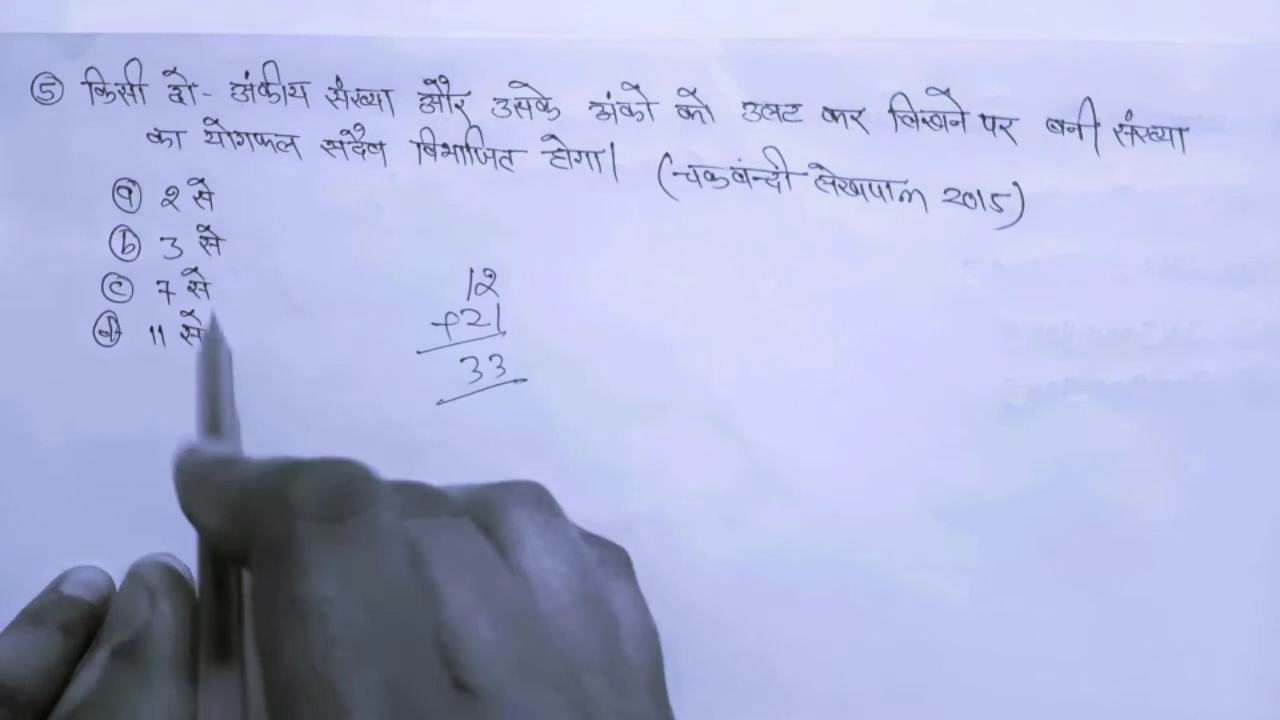 ⑤ किसी दो - अंकीय संख्या और उसके अंको को उलट कर लिखने पर बनी संख्या
का योगफल सदैव विभाजित होगा। (चकबन्दी लेखपाल 2015)
ⓐ 2 से
ⓑ 3 से
ⓒ 7 से
ⓓ 11 से
12
+21
33